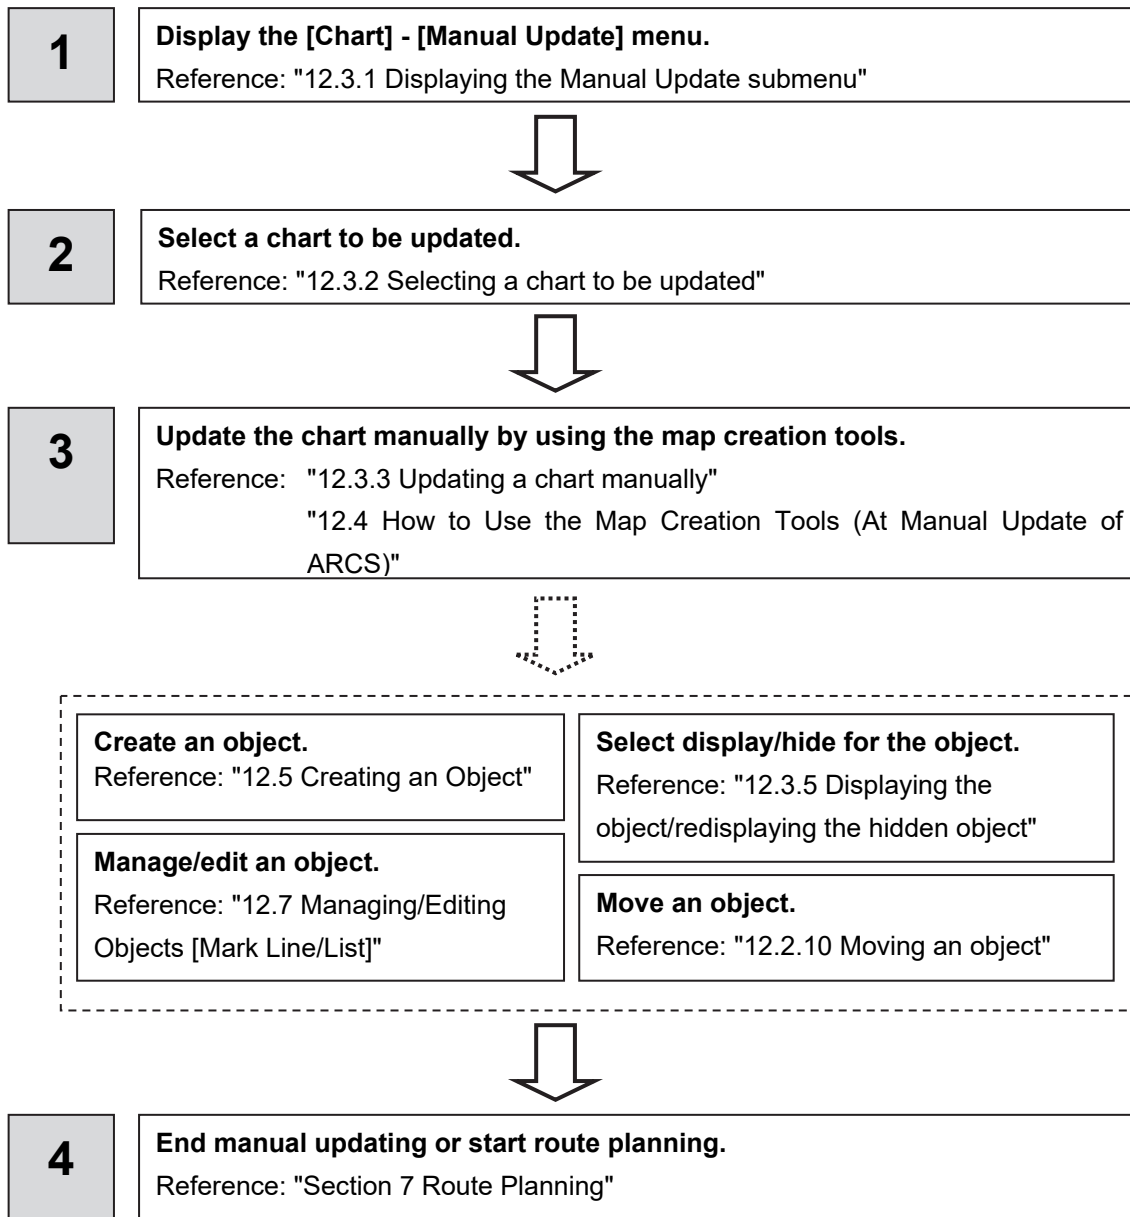 1
Display the [Chart] - [Manual Update] menu.
Reference: "12.3.1 Displaying the Manual Update submenu"
2
Select a chart to be updated.
Reference: "12.3.2 Selecting a chart to be updated"
3
Update the chart manually by using the map creation tools.
Reference: "12.3.3 Updating a chart manually"
"12.4 How to Use the Map Creation Tools (At Manual Update of
ARCS)"
Create an object.
Reference: "12.5 Creating an Object"
Manage/edit an object.
Reference: "12.7 Managing/Editing
Objects [Mark Line/List]"
Select display/hide for the object.
Reference: "12.3.5 Displaying the
object/redisplaying the hidden object"
Move an object.
Reference: "12.2.10 Moving an object"
4
End manual updating or start route planning.
Reference: "Section 7 Route Planning"